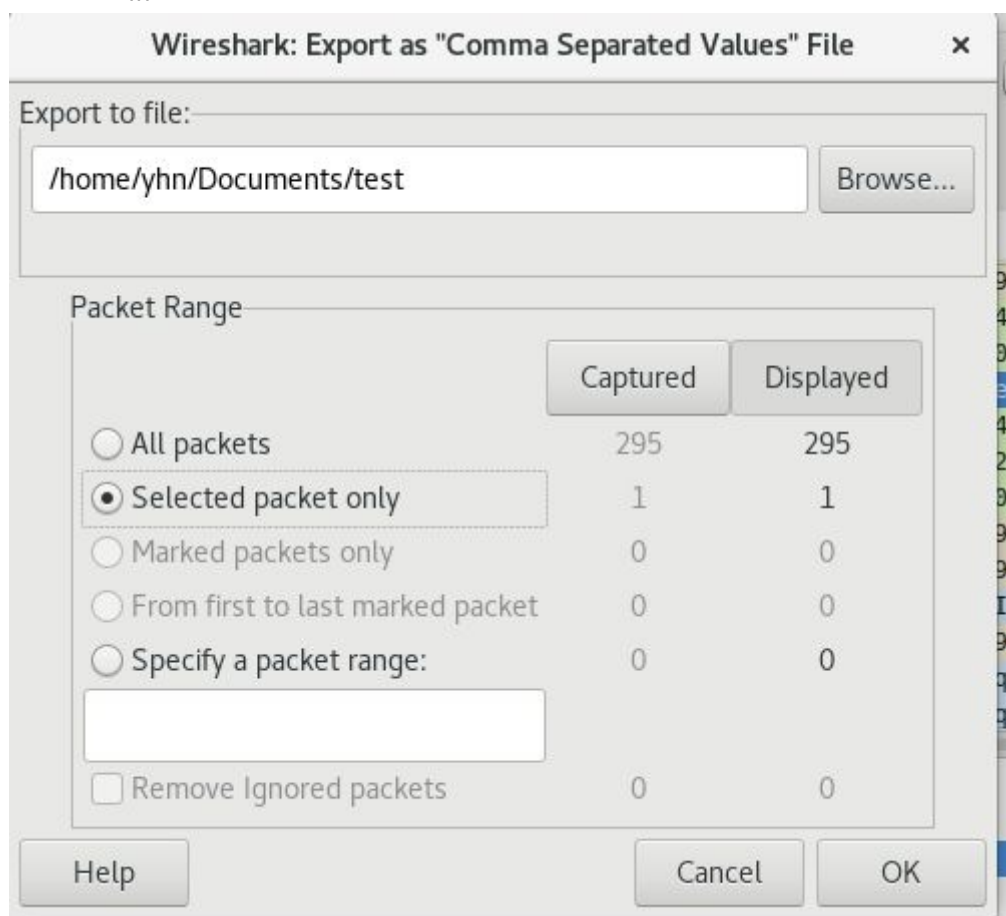 Wireshark: Export as "Comma Separated Values" File ×
Export to file:
/home/yhn/Documents/test Browse...
Packet Range
Captured Displayed
All packets 295 295
Selected packet only 1 1
Marked packets only 0 0
From first to last marked packet 0 0
Specify a packet range: 0 0
Remove Ignored packets 0 0
Help Cancel OK